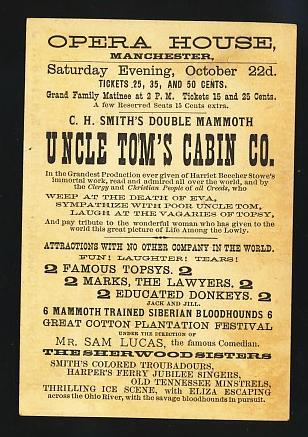 OPERA HOUSE,
MANCHESTER,
Saturday Evening, October 22d.
TICKETS .25, 35, AND 50 CENTS.
Grand Family Matinee at 2 P. M. Tickets 15 and 25 Cents.
A few Reserved Seats 15 Cents extra.
C. H. SMITH'S DOUBLE MAMMOTH
UNCLE TOM'S CABIN CO.
In the Grandest Production ever given of Harriet Beecher Stowe's
immortal work, read and admired all over the world, and by
the Clergy and Christian People of all Creeds, who
WEEP AT THE DEATH OF EVA,
SYMPATHIZE WITH POOR UNCLE TOM,
LAUGH AT THE VAGARIES OF TOPSY,
And pay tribute to the wonderful woman who has given to the
world this great picture of Life Among the Lowly.
ATTRACTIONS WITH NO OTHER COMPANY IN THE WORLD.
FUN! LAUGHTER! TEARS!
2 FAMOUS TOPSYS. 2
2 MARKS, THE LAWYERS. 2
2 EDUCATED DONKEYS. 2
JACK AND JILL.
6 MAMMOTH TRAINED SIBERIAN BLOODHOUNDS 6
GREAT COTTON PLANTATION FESTIVAL
UNDER THE DIRECTION OF
MR. SAM LUCAS, the famous Comedian.
THE SHERWOOD SISTERS
SMITH'S COLORED TROUBADOURS,
HARPER'S FERRY JUBILEE SINGERS,
OLD TENNESSEE MINSTRELS,
THRILLING ICE SCENE, with ELIZA ESCAPING
across the Ohio River, with the savage bloodhounds in pursuit.